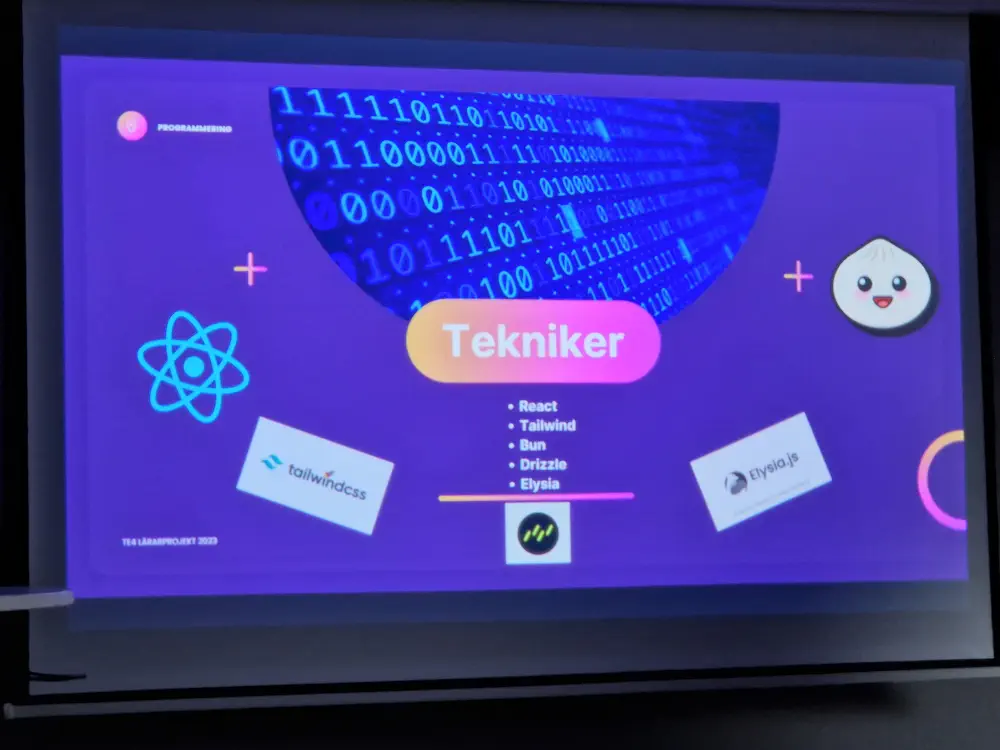 PROGRAMMERING
Tekniker
• React
• Tailwind
• Bun
• Drizzle
• Elysia
tailwindcss
Elysia.js
TE4 LÄRARPROJEKT 2023